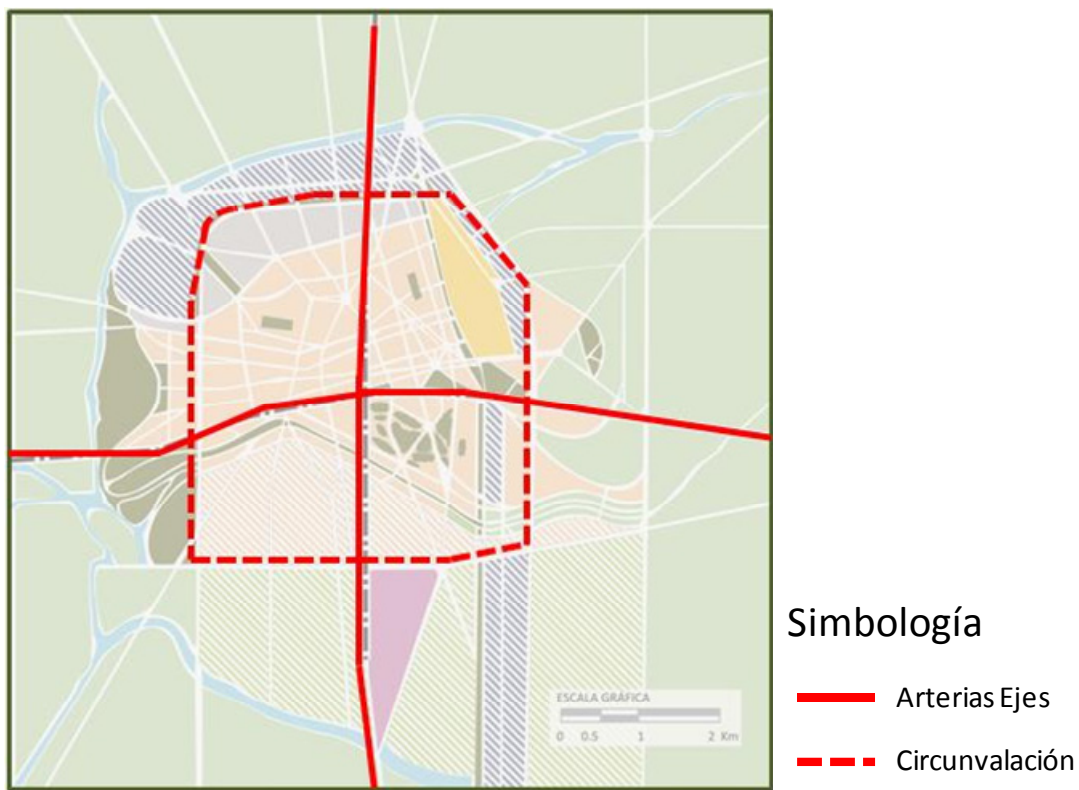 Simbología
ESCALA GRÁFICA
0 0.5 1 2 Km
Arterias Ejes
Circunvalación